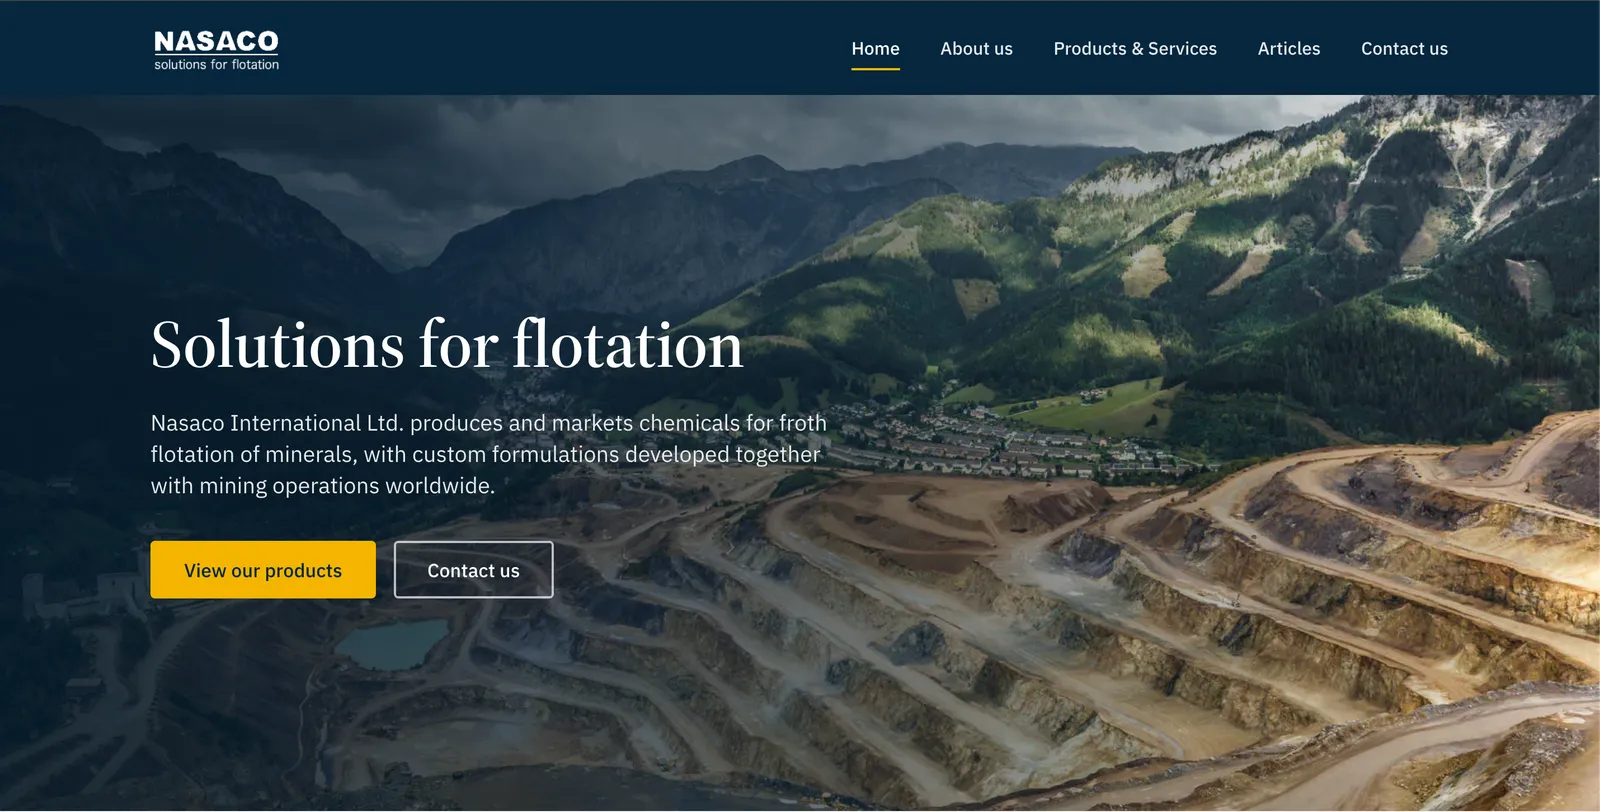 NASACO
solutions for flotation
Home
About us
Products & Services
Articles
Contact us
Solutions for flotation
Nasaco International Ltd. produces and markets chemicals for froth
flotation of minerals, with custom formulations developed together
with mining operations worldwide.
View our products
Contact us